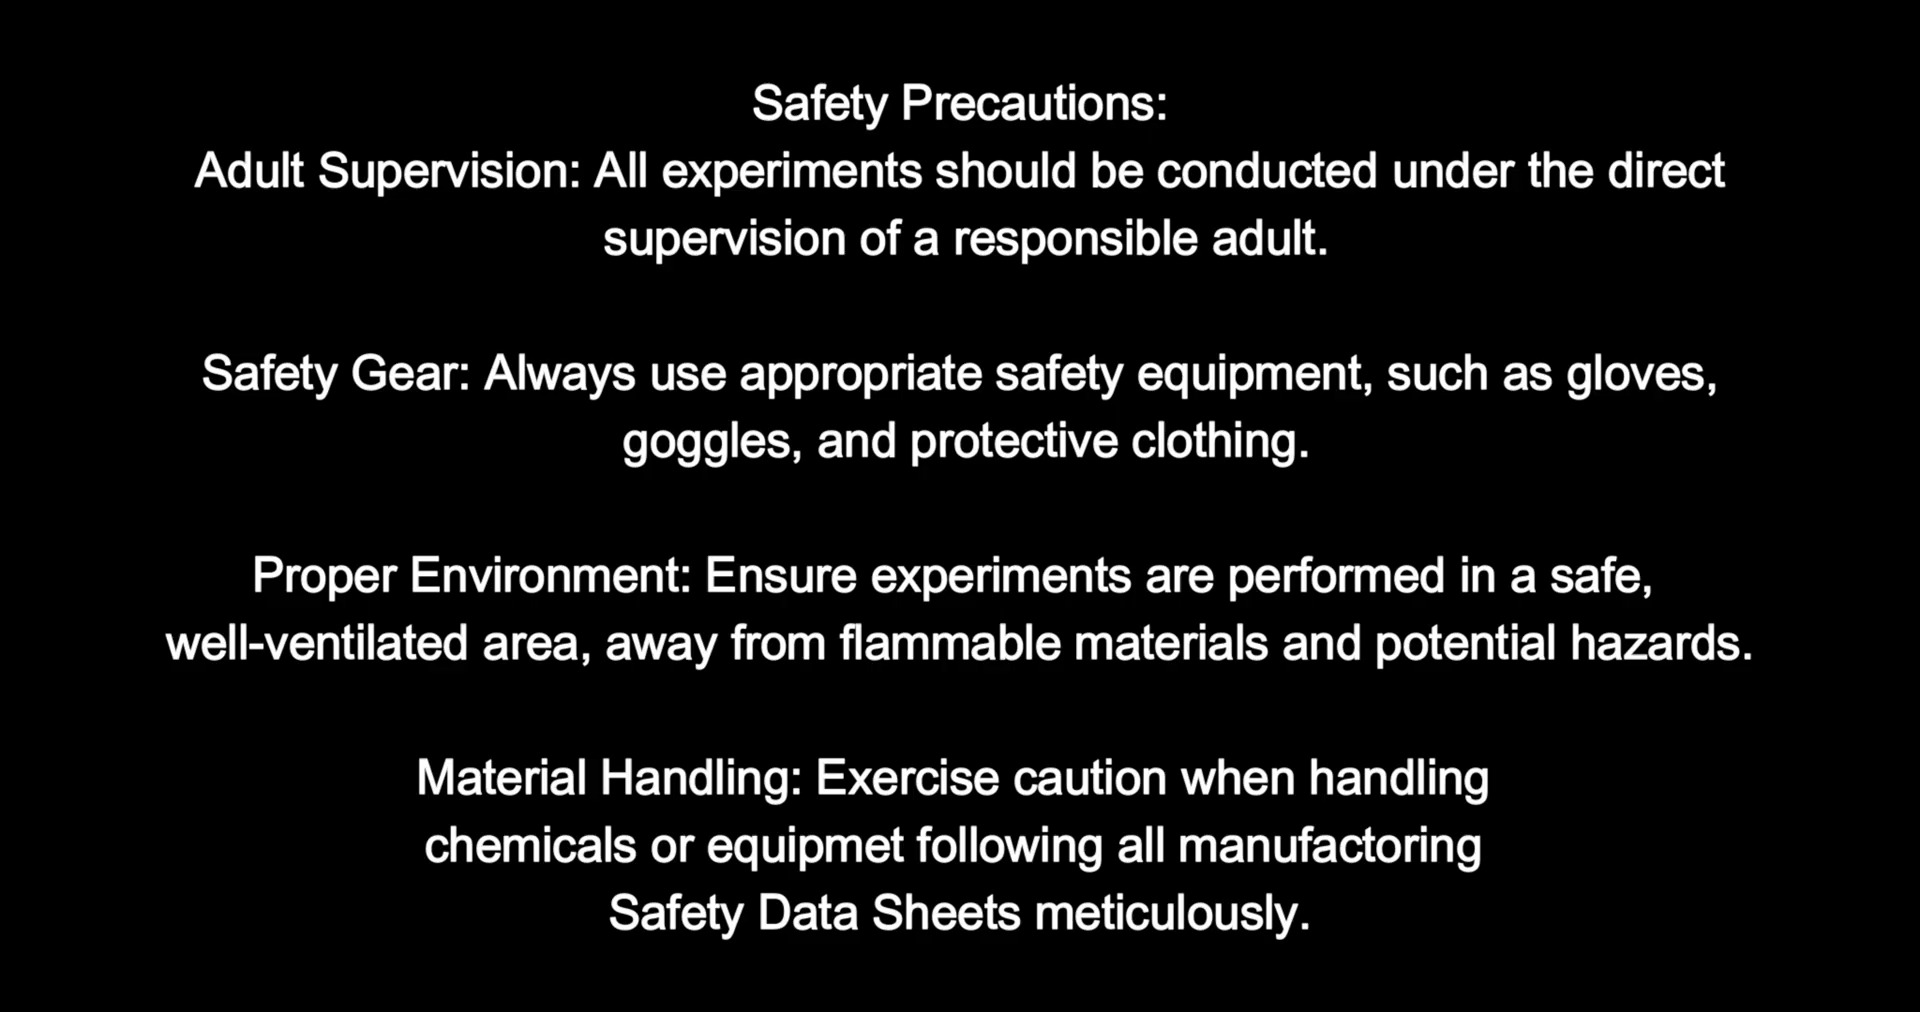 Safety Precautions:
Adult Supervision: All experiments should be conducted under the direct
supervision of a responsible adult.
Safety Gear: Always use appropriate safety equipment, such as gloves,
goggles, and protective clothing.
Proper Environment: Ensure experiments are performed in a safe,
well-ventilated area, away from flammable materials and potential hazards.
Material Handling: Exercise caution when handling
chemicals or equipmet following all manufactoring
Safety Data Sheets meticulously.